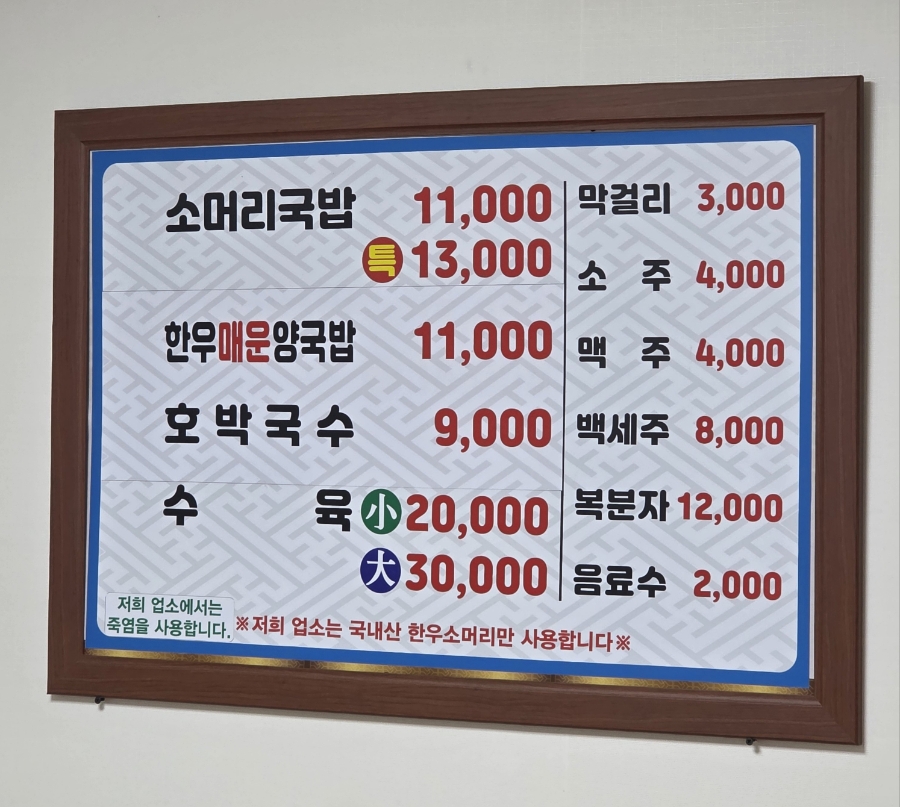 소머리국밥 11,000
특 13,000
한우매운양국밥 11,000
호박국수 9,000
수 육 小 20,000
大 30,000
막걸리 3,000
소 주 4,000
맥 주 4,000
백세주 8,000
복분자 12,000
음료수 2,000
저희 업소에서는
죽염을 사용합니다.
※저희 업소는 국내산 한우소머리만 사용합니다※